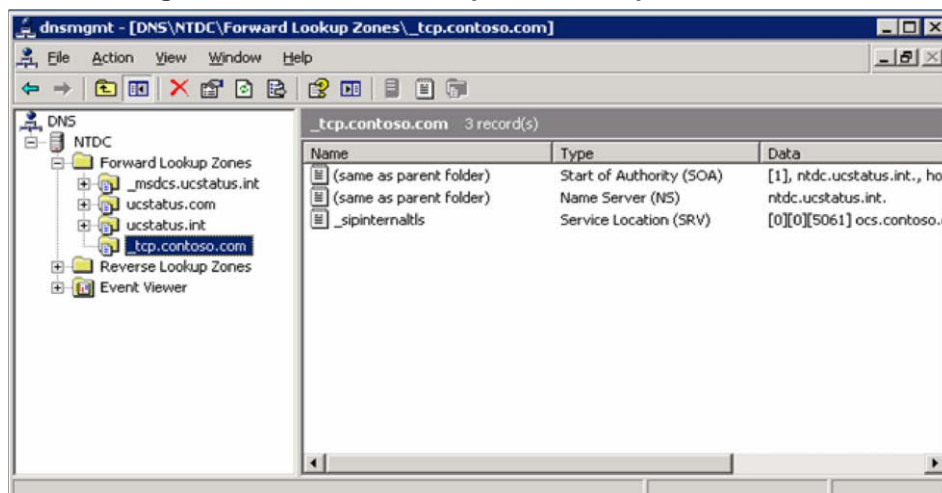 dnsmgmt - [DNS\NTDC\Forward Lookup Zones\_tcp.contoso.com]
File Action View Window Help
DNS
NTDC
Forward Lookup Zones
_msdcs.ucstatus.int
ucstatus.com
ucstatus.int
_tcp.contoso.com
Reverse Lookup Zones
Event Viewer
_tcp.contoso.com 3 record(s)
Name Type Data
(same as parent folder) Start of Authority (SOA) [1], ntdc.ucstatus.int., ho
(same as parent folder) Name Server (NS) ntdc.ucstatus.int.
_sipinternaltls Service Location (SRV) [0][0][5061] ocs.contoso.